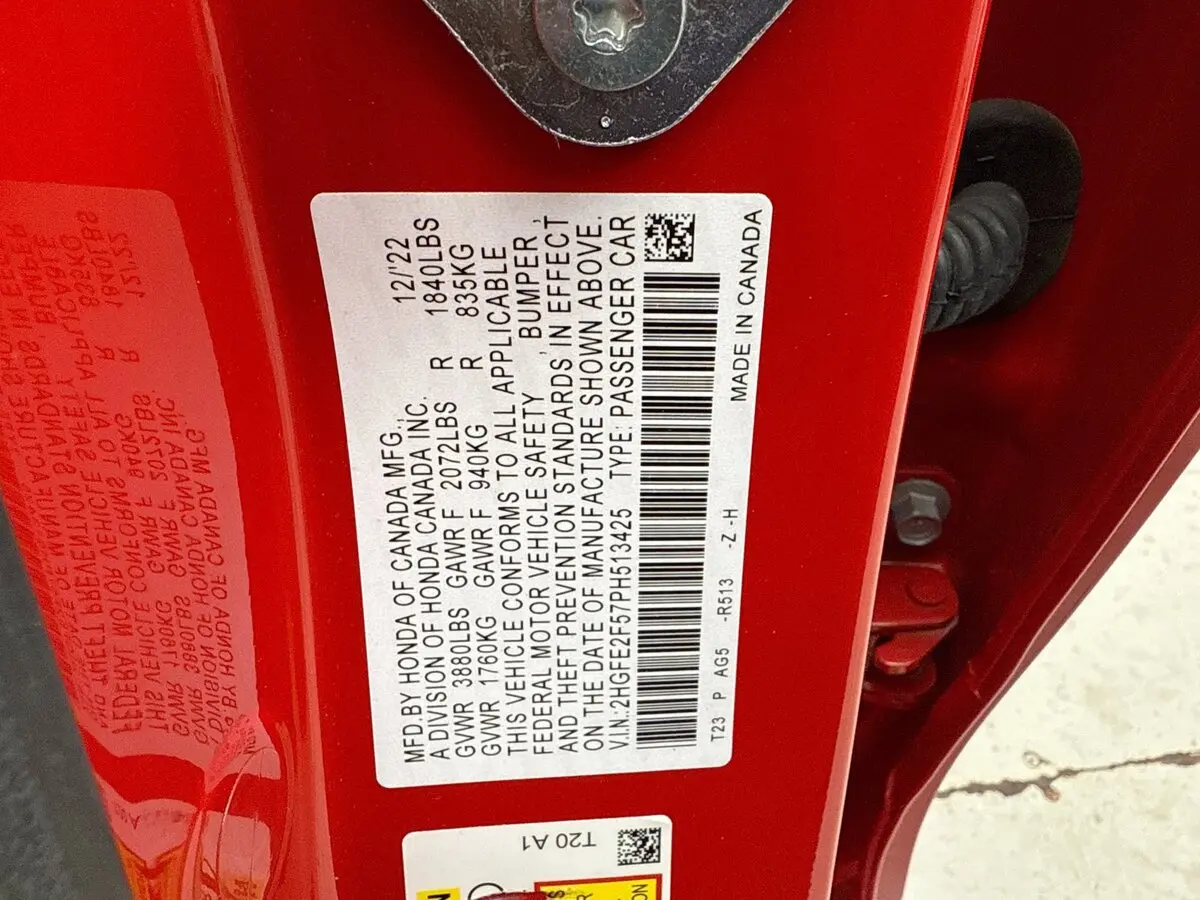 MFD.BY HONDA OF CANADA MFG., 12/'22
A DIVISION OF HONDA CANADA INC.
GVWR 3880LBS GAWR F 2072LBS R 1840LBS
GVWR 1760KG GAWR F 940KG R 835KG
THIS VEHICLE CONFORMS TO ALL APPLICABLE
FEDERAL MOTOR VEHICLE SAFETY , BUMPER ,
AND THEFT PREVENTION STANDARDS IN EFFECT
ON THE DATE OF MANUFACTURE SHOWN ABOVE.
V.I.N.:2HGFE2F57PH513425 TYPE: PASSENGER CAR
T23 P AG5 -R513 -Z -H MADE IN CANADA
T20 A1